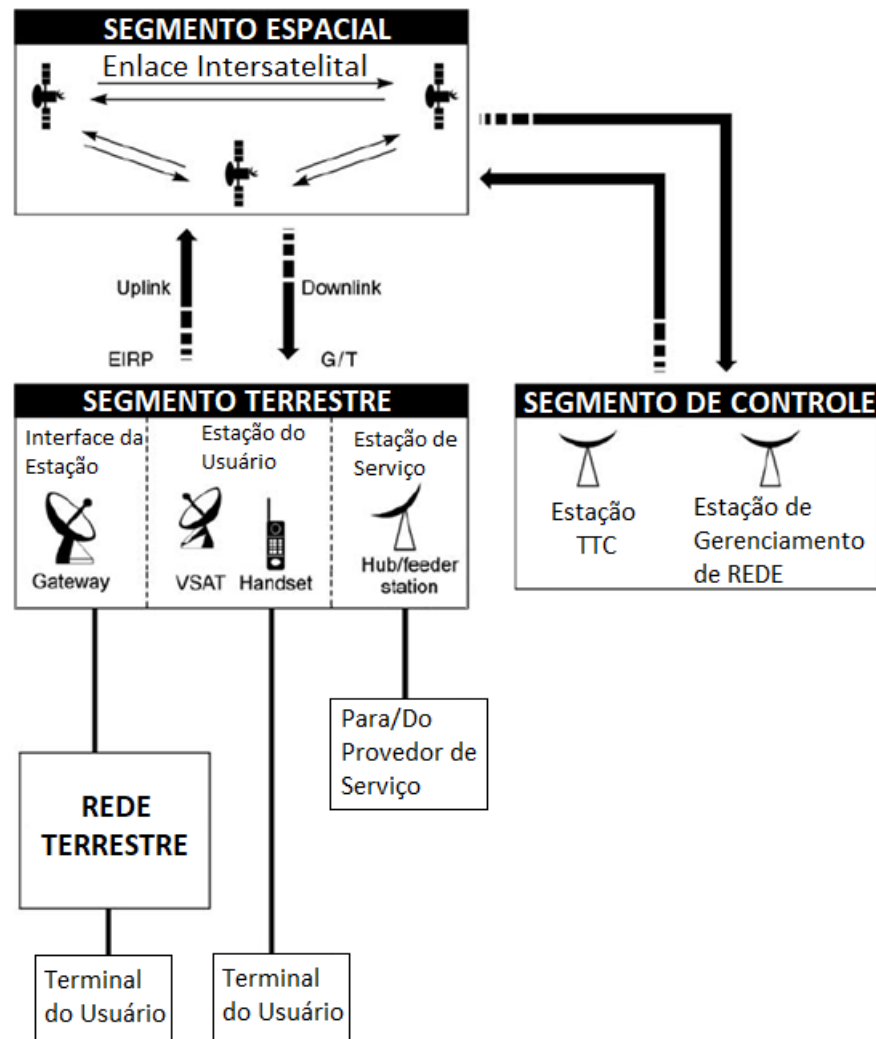 SEGMENTO ESPACIAL
Enlace Intersatelital
Uplink
Downlink
EIRP
G/T
SEGMENTO TERRESTRE
Interface da
Estação
Gateway
Estação do
Usuário
VSAT Handset
Estação de
Serviço
Hub/feeder
station
SEGMENTO DE CONTROLE
Estação
TTC
Estação de
Gerenciamento
de REDE
Para/Do
Provedor de
Serviço
REDE
TERRESTRE
Terminal
do Usuário
Terminal
do Usuário